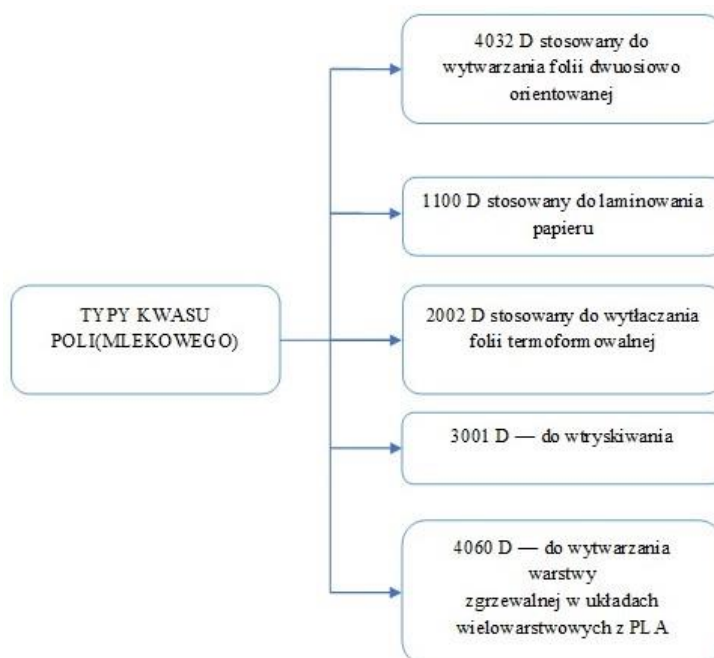 4032 D stosowany do
wytwarzania folii dwuosiowo
orientowanej
1100 D stosowany do laminowania
papieru
TYPY KWASU
POLI(MLEKOWEGO)
2002 D stosowany do wytłaczania
folii termoformowalnej
3001 D — do wtryskiwania
4060 D — do wytwarzania
warstwy
zgrzewalnej w układach
wielowarstwowych z PLA